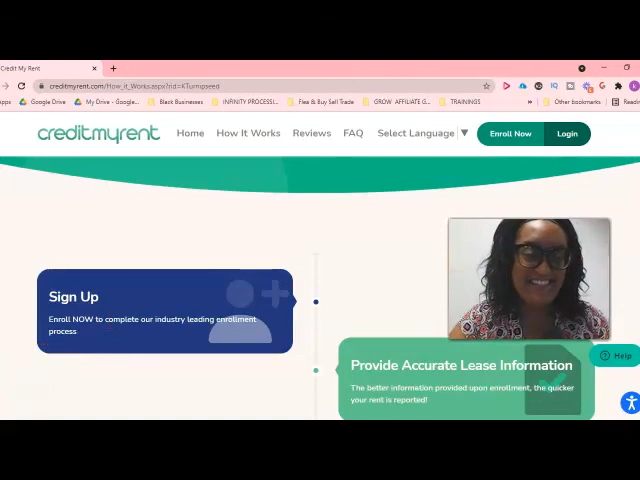 Credit My Rent
creditmyrent.com/How_it_Works.aspx?rid=KTurnipseed
Apps Google Drive My Drive - Google... Black Businesses INFINITY PROCESSI... Flea & Buy Sell Trade GROW AFFILIATE G... TRAININGS » Other bookmarks Reading list
creditmyrent Home How It Works Reviews FAQ Select Language ▼ Enroll Now Login
Sign Up
Enroll NOW to complete our industry leading enrollment
process
Help
Provide Accurate Lease Information
The better information provided upon enrollment, the quicker
your rent is reported!